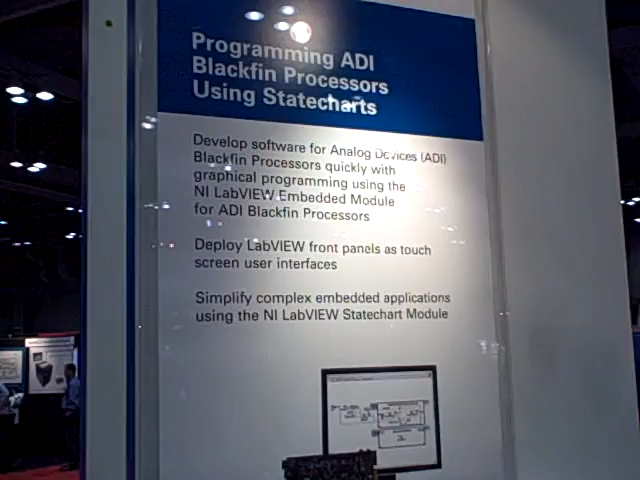 Programming ADI
Blackfin Processors
Using Statecharts
Develop software for Analog Devices (ADI)
Blackfin Processors quickly with
graphical programming using the
NI LabVIEW Embedded Module
for ADI Blackfin Processors
Deploy LabVIEW front panels as touch
screen user interfaces
Simplify complex embedded applications
using the NI LabVIEW Statechart Module